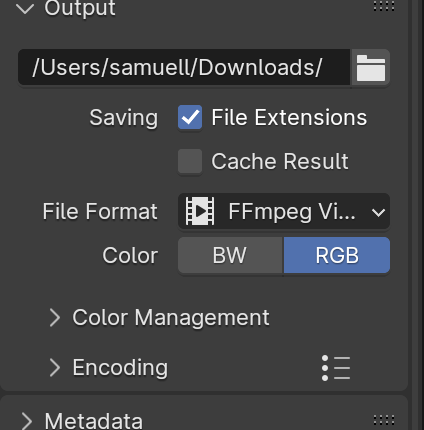 Output
/Users/samuell/Downloads/
Saving
File Extensions
Cache Result
File Format
FFmpeg Vi...
Color
BW
RGB
Color Management
Encoding
Metadata